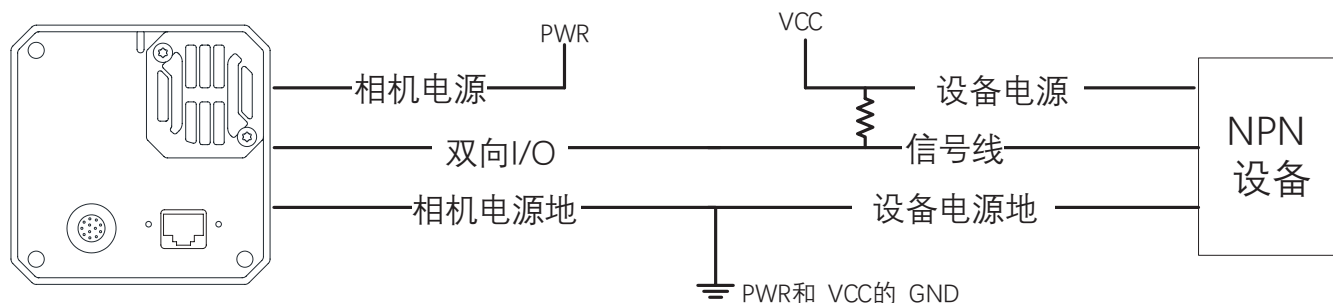 PWR
VCC
相机电源
设备电源
双向I/O
信号线
相机电源地
设备电源地
NPN
设备
PWR和 VCC的 GND